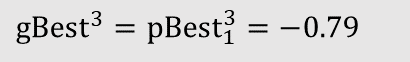 gBest³ = pBest₁³ = −0.79